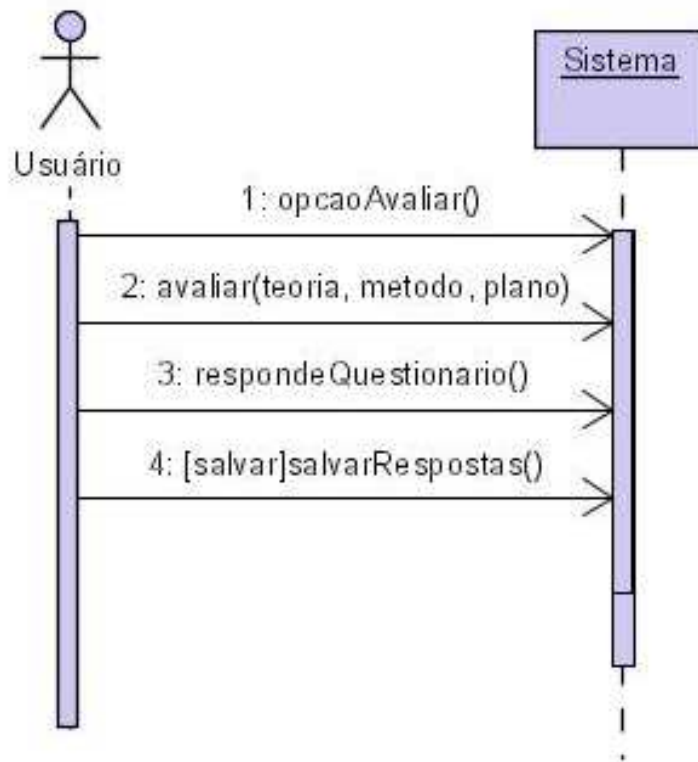 Sistema
Usuário
1: opcaoAvaliar()
2: avaliar(teoria, metodo, plano)
3: respondeQuestionario()
4: [salvar]salvarRespostas()